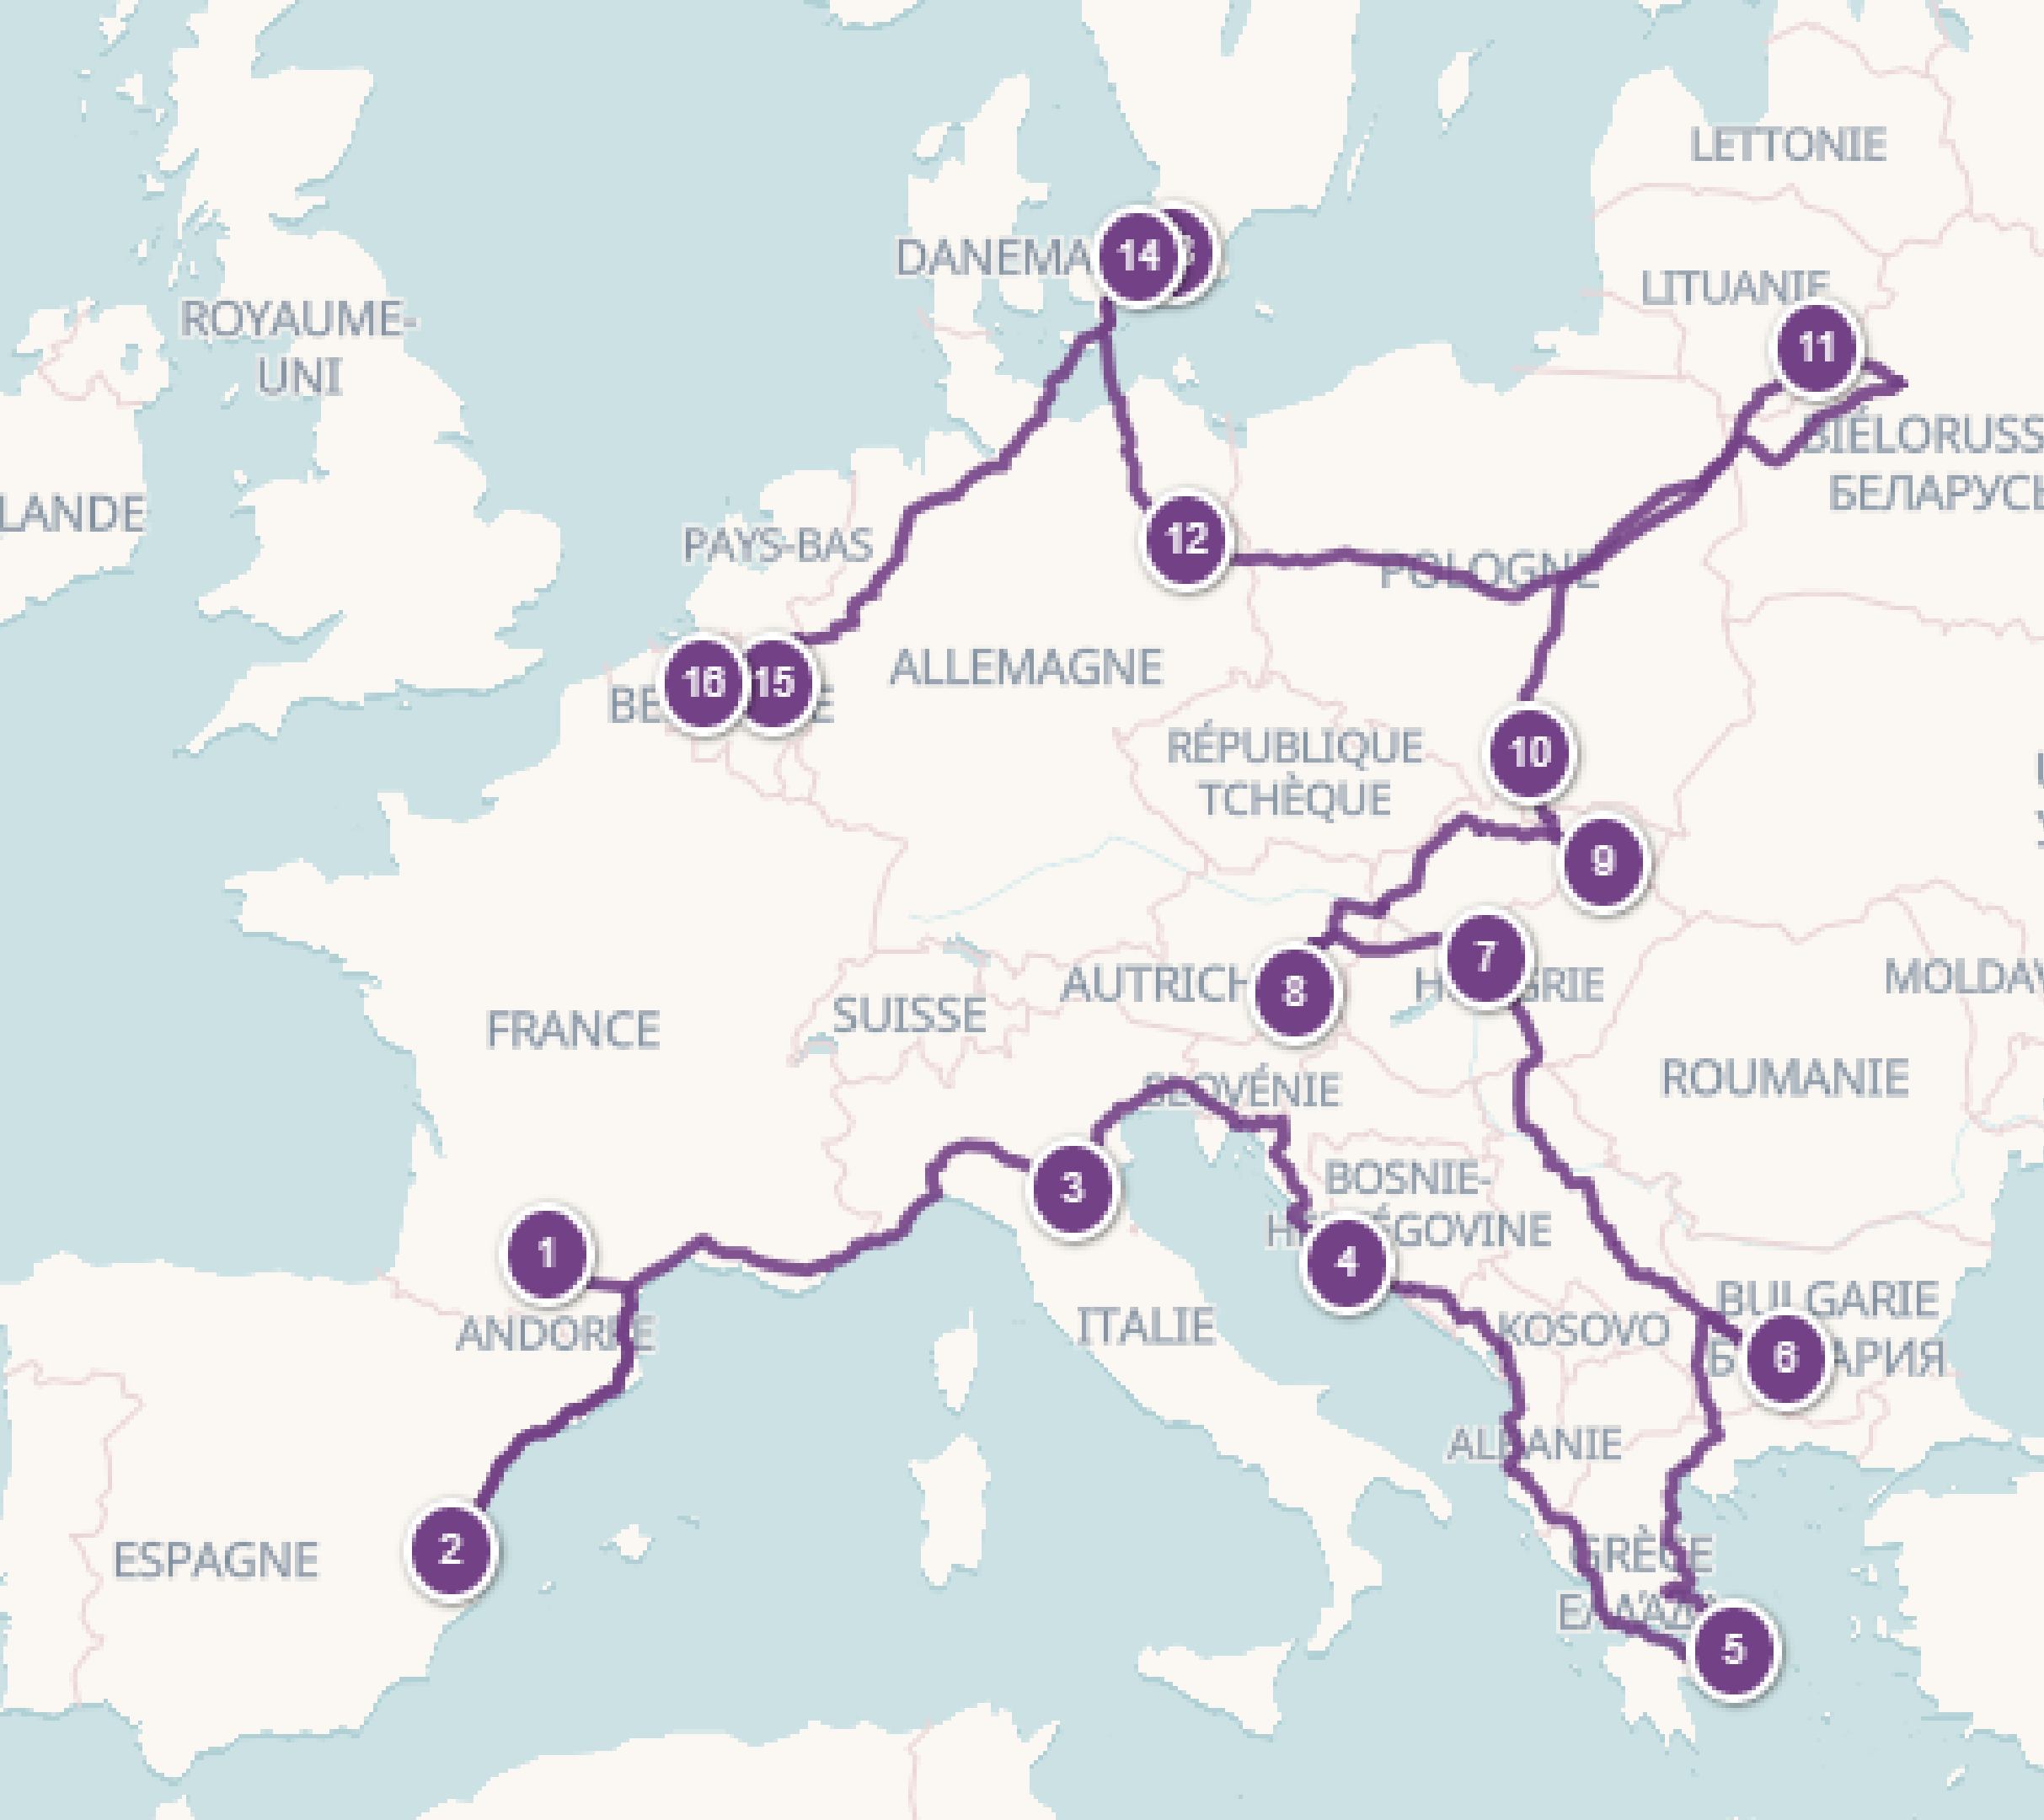 LETTONIE
DANEMA
14
LITUANIE
ROYAUME-
UNI
11
BIÉLORUSS
БЕЛАРУСЬ
LANDE
PAYS-BAS
12
POLOGNE
ALLEMAGNE
16
15
RÉPUBLIQUE
TCHÈQUE
10
9
7
AUTRICH
8
MOLDAV
SUISSE
FRANCE
ROUMANIE
SLOVÉNIE
3
BOSNIE-
1
4
BULGARIE
ITALIE
KOSOVO
ANDORRE
6
ALBANIE
2
ESPAGNE
GRÈCE
5